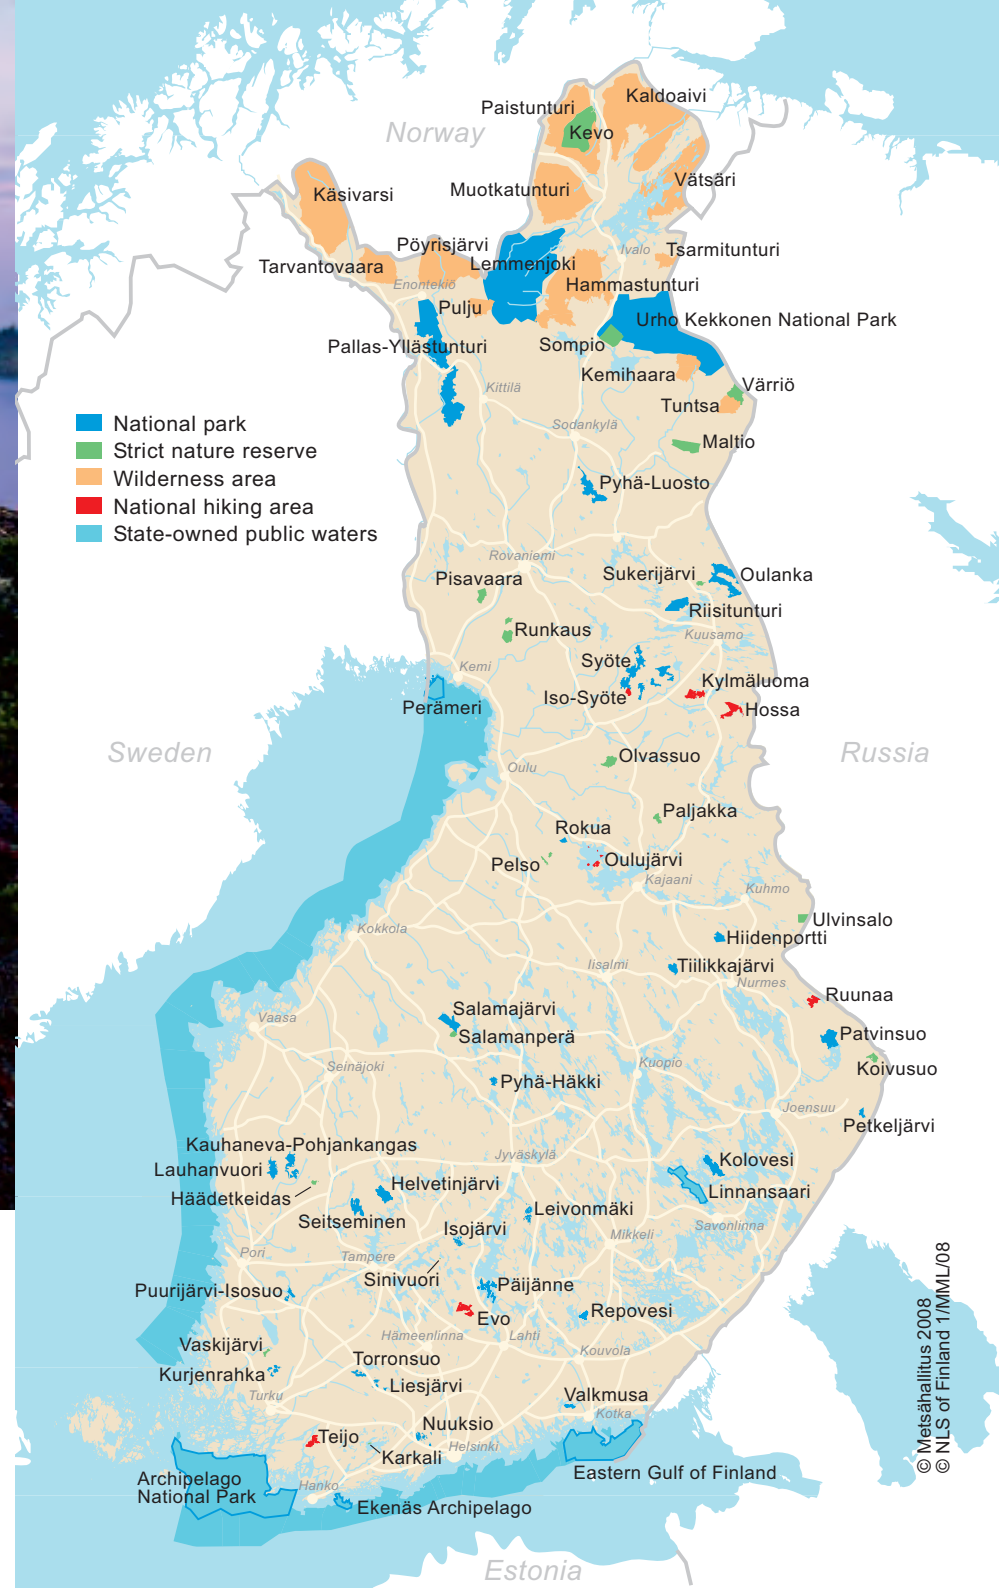 Norway
Paistunturi
Kaldoaivi
Kevo
Käsivarsi
Muotkatunturi
Vätsäri
Pöyrisjärvi
Ivalo
Tsarmitunturi
Tarvantovaara
Lemmenjoki
Enontekiö
Hammastunturi
Pulju
Urho Kekkonen National Park
Pallas-Yllästunturi
Sompio
Kemihaara
Värriö
Kittilä
Tuntsa
Sodankylä
Maltio
National park
Strict nature reserve
Wilderness area
National hiking area
State-owned public waters
Pyhä-Luosto
Rovaniemi
Pisavaara
Sukerijärvi
Oulanka
Riisitunturi
Runkaus
Kuusamo
Syöte
Kemi
Kylmäluoma
Iso-Syöte
Perämeri
Hossa
Sweden
Russia
Olvassuo
Oulu
Paljakka
Rokua
Pelso
Oulujärvi
Kajaani
Kuhmo
Ulvinsalo
Kokkola
Hiidenportti
Iisalmi
Tiilikkajärvi
Nurmes
Ruunaa
Salamajärvi
Vaasa
Salamanperä
Patvinsuo
Seinäjoki
Kuopio
Koivusuo
Pyhä-Häkki
Joensuu
Petkeljärvi
Kauhaneva-Pohjankangas
Jyväskylä
Lauhanvuori
Kolovesi
Helvetinjärvi
Häädetkeidas
Linnansaari
Leivonmäki
Seitseminen
Isojärvi
Savonlinna
Mikkeli
Pori
Tampere
Sinivuori
Puurijärvi-Isosuo
Päijänne
Repovesi
Evo
Hämeenlinna
Lahti
Vaskijärvi
Kouvola
Torronsuo
Kurjenrahka
Liesjärvi
Turku
Valkmusa
Kotka
Nuuksio
Teijo
Helsinki
Karkali
Archipelago
National Park
Eastern Gulf of Finland
Hanko
Ekenäs Archipelago
Estonia
© Metsähallitus 2008
© NLS of Finland 1/MML/08